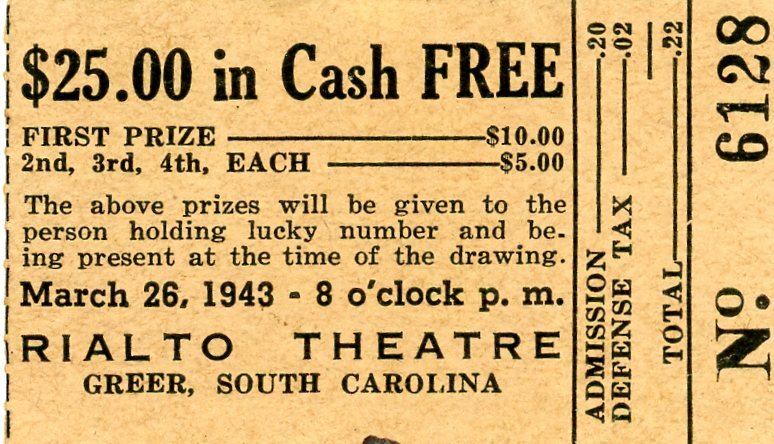 $25.00 in Cash FREE
FIRST PRIZE $10.00
2nd, 3rd, 4th, EACH $5.00
The above prizes will be given to the
person holding lucky number and be-
ing present at the time of the drawing.
March 26, 1943 - 8 o'clock p. m.
RIALTO THEATRE
GREER, SOUTH CAROLINA
ADMISSION .20
DEFENSE TAX .02
TOTAL .22
No. 6128